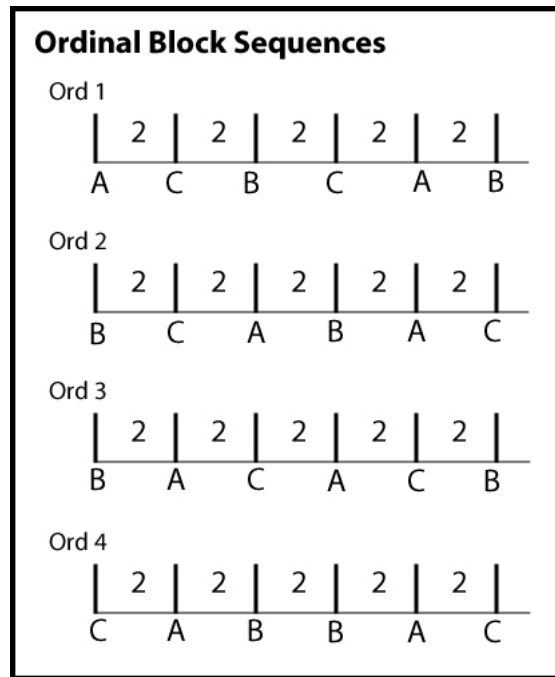 Ordinal Block Sequences
Ord 1
2 2 2 2 2
A C B C A B
Ord 2
2 2 2 2 2
B C A B A C
Ord 3
2 2 2 2 2
B A C A C B
Ord 4
2 2 2 2 2
C A B B A C